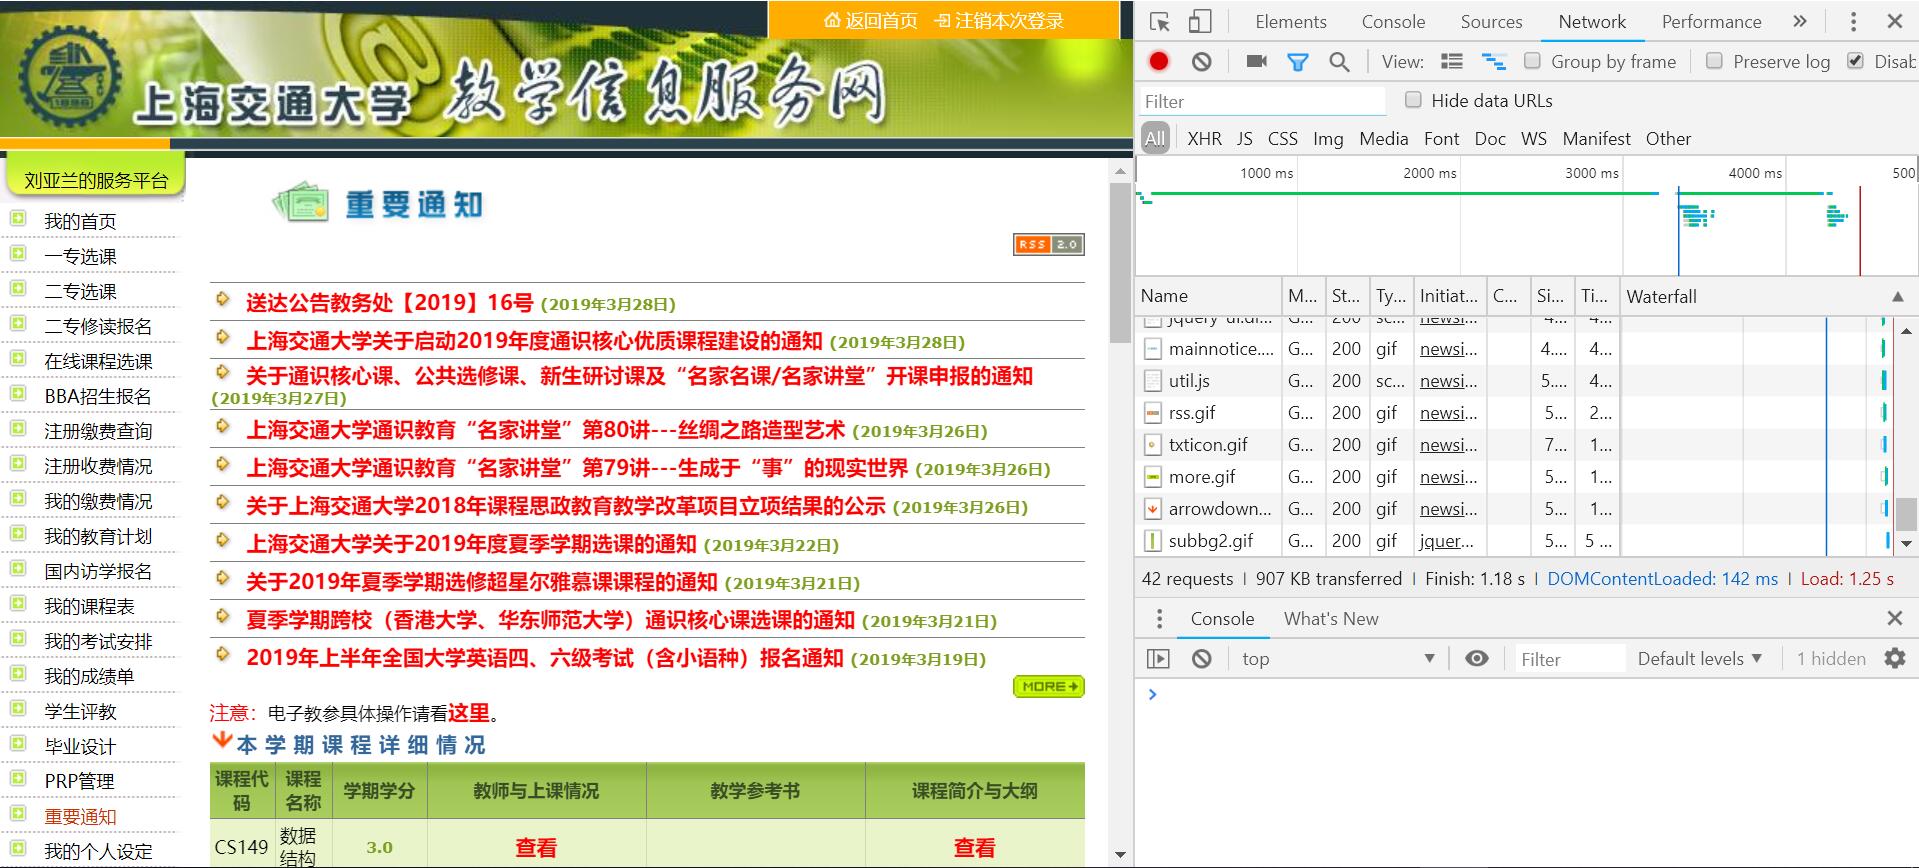 返回首页 注销本次登录
上海交通大学 教学信息服务网
1896
刘亚兰的服务平台
我的首页
一专选课
二专选课
二专修读报名
在线课程选课
BBA招生报名
注册缴费查询
注册收费情况
我的缴费情况
我的教育计划
国内访学报名
我的课程表
我的考试安排
我的成绩单
学生评教
毕业设计
PRP管理
重要通知
我的个人设定
重要通知
RSS 2.0
送达公告教务处【2019】16号 (2019年3月28日)
上海交通大学关于启动2019年度通识核心优质课程建设的通知 (2019年3月28日)
关于通识核心课、公共选修课、新生研讨课及“名家名课/名家讲堂”开课申报的通知
(2019年3月27日)
上海交通大学通识教育“名家讲堂”第80讲---丝绸之路造型艺术 (2019年3月26日)
上海交通大学通识教育“名家讲堂”第79讲---生成于“事”的现实世界 (2019年3月26日)
关于上海交通大学2018年课程思政教育教学改革项目立项结果的公示 (2019年3月26日)
上海交通大学关于2019年度夏季学期选课的通知 (2019年3月22日)
关于2019年夏季学期选修超星尔雅慕课课程的通知 (2019年3月21日)
夏季学期跨校（香港大学、华东师范大学）通识核心课选课的通知 (2019年3月21日)
2019年上半年全国大学英语四、六级考试（含小语种）报名通知 (2019年3月19日)
MORE
注意：电子教参具体操作请看这里。
本学期课程详细情况
课程代码 课程名称 学期学分 教师与上课情况 教学参考书 课程简介与大纲
CS149 数据结构 3.0 查看 查看
Elements Console Sources Network Performance »
View: Group by frame Preserve log Disab
Filter Hide data URLs
All XHR JS CSS Img Media Font Doc WS Manifest Other
1000 ms 2000 ms 3000 ms 4000 ms 500
Name M... St... Ty... Initiat... C... Si... Ti... Waterfall
jquery-ui.di... G... 200 sc... newsi... 4.... 4...
mainnotice.... G... 200 gif newsi... 4.... 4...
util.js G... 200 sc... newsi... 5.... 4...
rss.gif G... 200 gif newsi... 5... 2...
txticon.gif G... 200 gif newsi... 7... 1...
more.gif G... 200 gif newsi... 5... 1...
arrowdown... G... 200 gif newsi... 5... 1...
subbg2.gif G... 200 gif jquer... 5... 5 ...
42 requests | 907 KB transferred | Finish: 1.18 s | DOMContentLoaded: 142 ms | Load: 1.25 s
Console What's New
top Filter Default levels 1 hidden